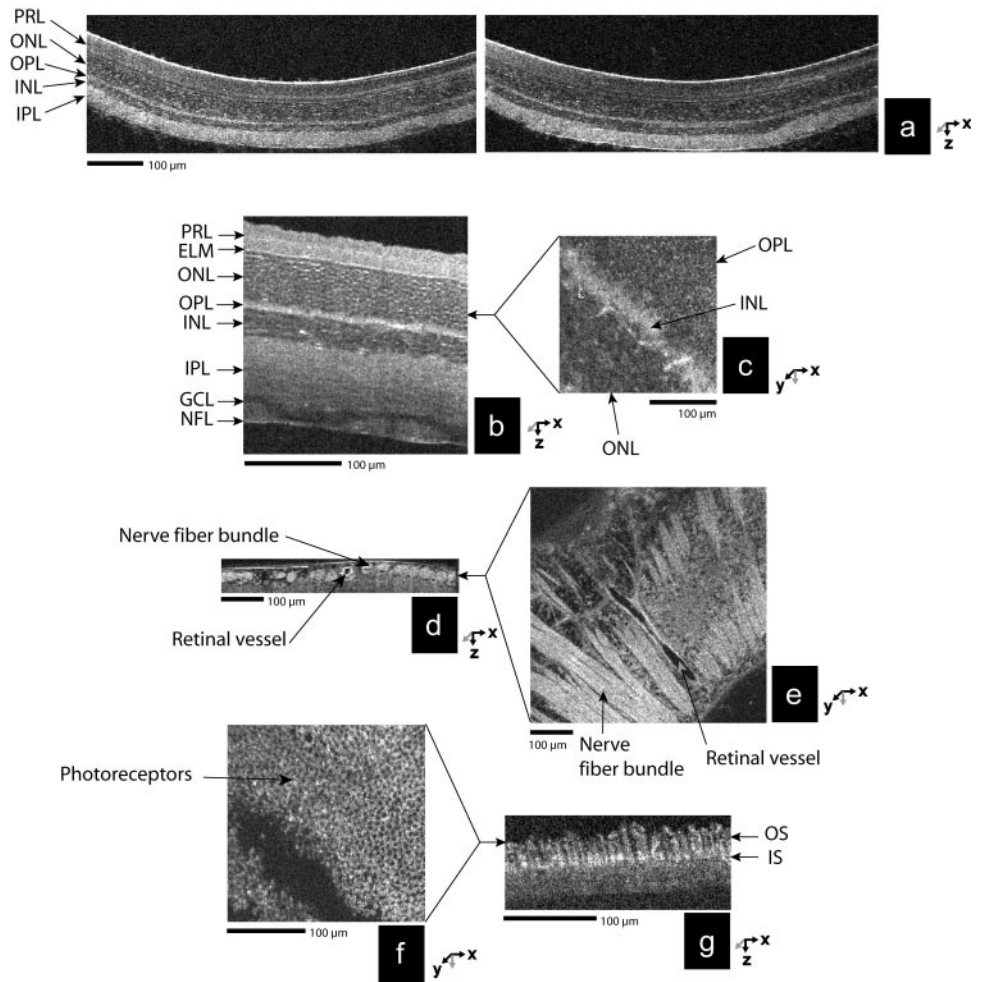 PRL
ONL
OPL
INL
IPL
100 µm
a
x
z
PRL
ELM
ONL
OPL
INL
IPL
GCL
NFL
100 µm
b
x
z
OPL
INL
c
y x
100 µm
ONL
Nerve fiber bundle
100 µm
Retinal vessel
d
x
z
e
y x
100 µm
Nerve
fiber bundle
Retinal vessel
Photoreceptors
100 µm
f
y x
OS
IS
100 µm
g
x
z